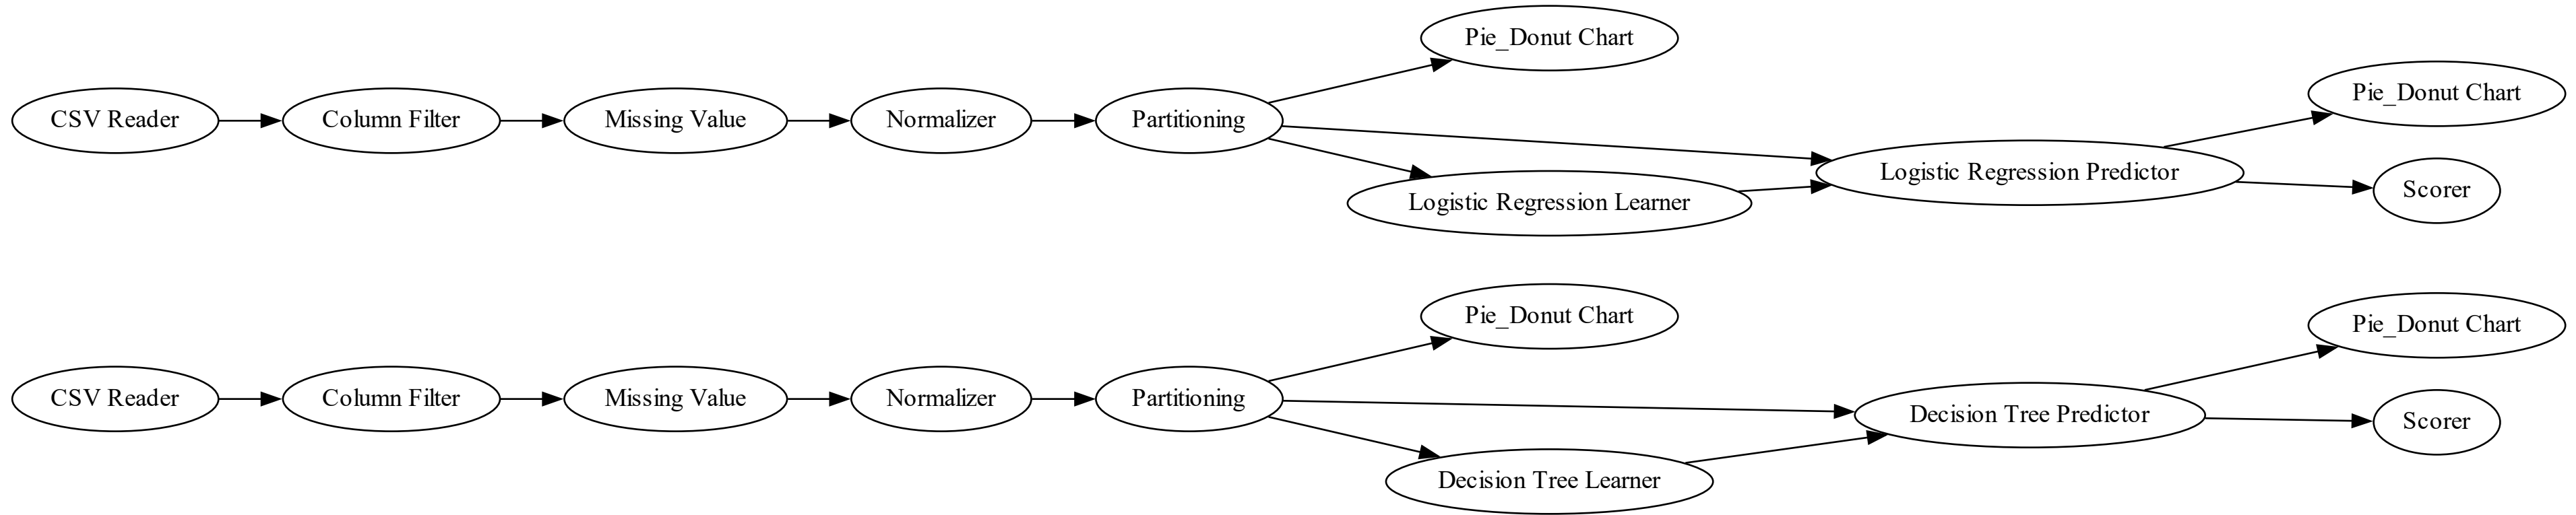 Pie_Donut Chart
Pie_Donut Chart
CSV Reader
Column Filter
Missing Value
Normalizer
Partitioning
Logistic Regression Predictor
Scorer
Logistic Regression Learner
Pie_Donut Chart
Pie_Donut Chart
CSV Reader
Column Filter
Missing Value
Normalizer
Partitioning
Decision Tree Predictor
Scorer
Decision Tree Learner